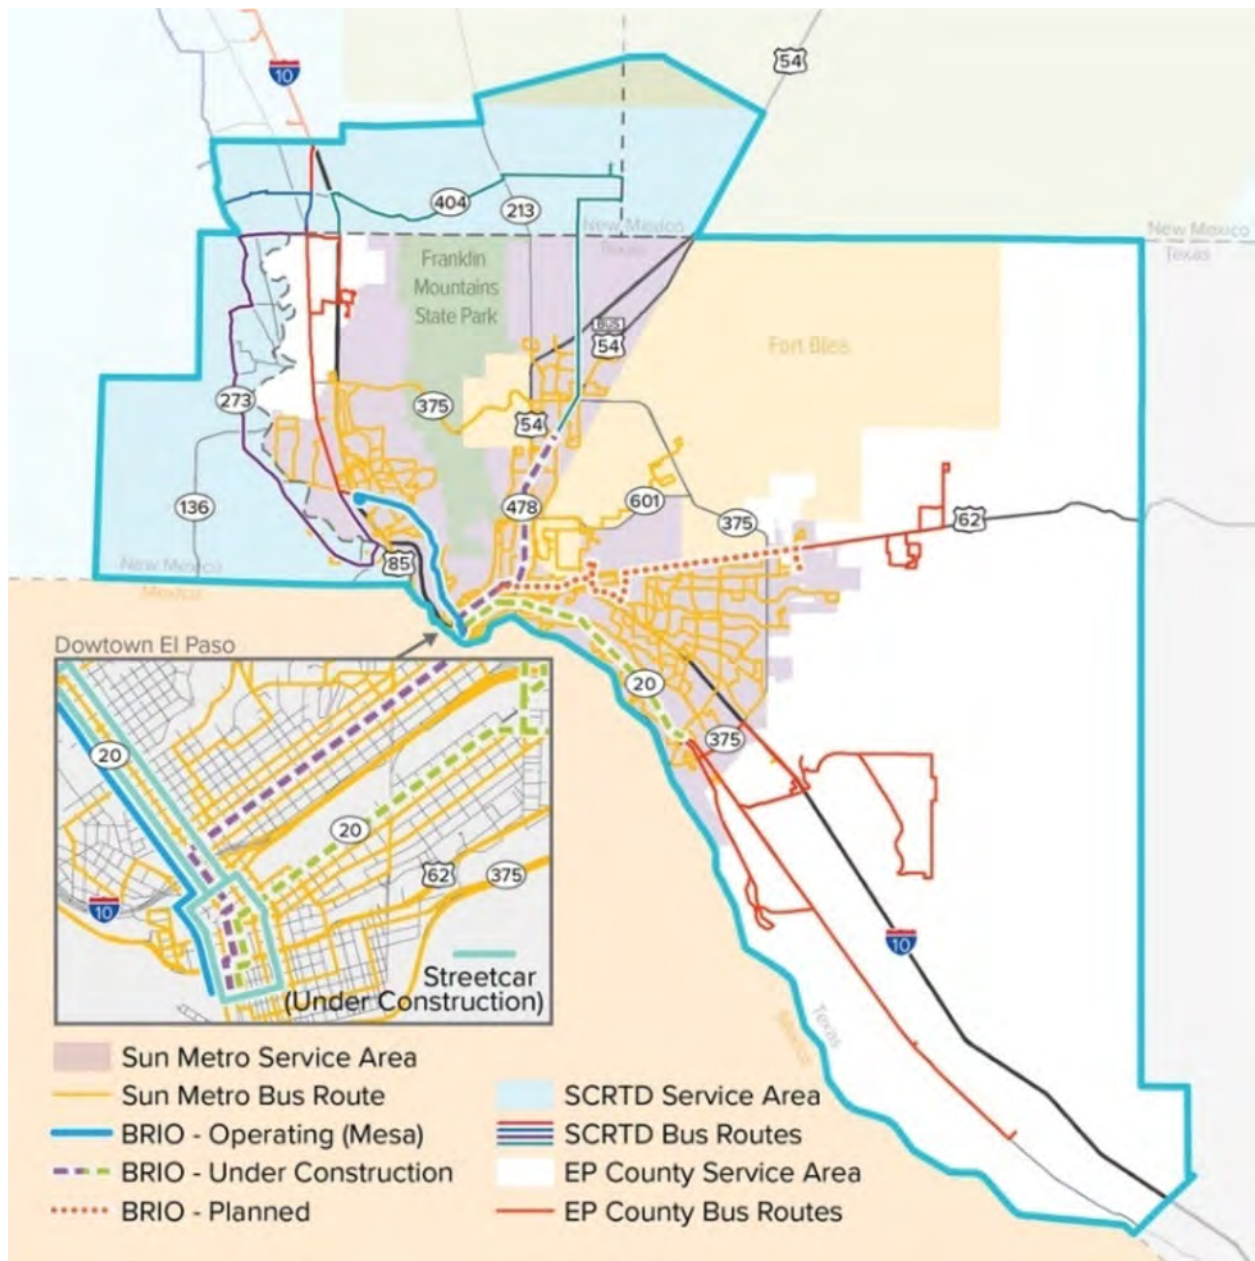 54
10
404
213
New Mexico
Texas
New Mexico
Texas
Franklin
Mountains
State Park
BUS
54
Fort Bliss
273
375
54
136
478
601
375
62
New Mexico
Mexico
85
Dowtown El Paso
20
375
20
20
62
375
10
Streetcar
(Under Construction)
10
Texas
Mexico
Sun Metro Service Area
Sun Metro Bus Route
BRIO - Operating (Mesa)
BRIO - Under Construction
BRIO - Planned
SCRTD Service Area
SCRTD Bus Routes
EP County Service Area
EP County Bus Routes